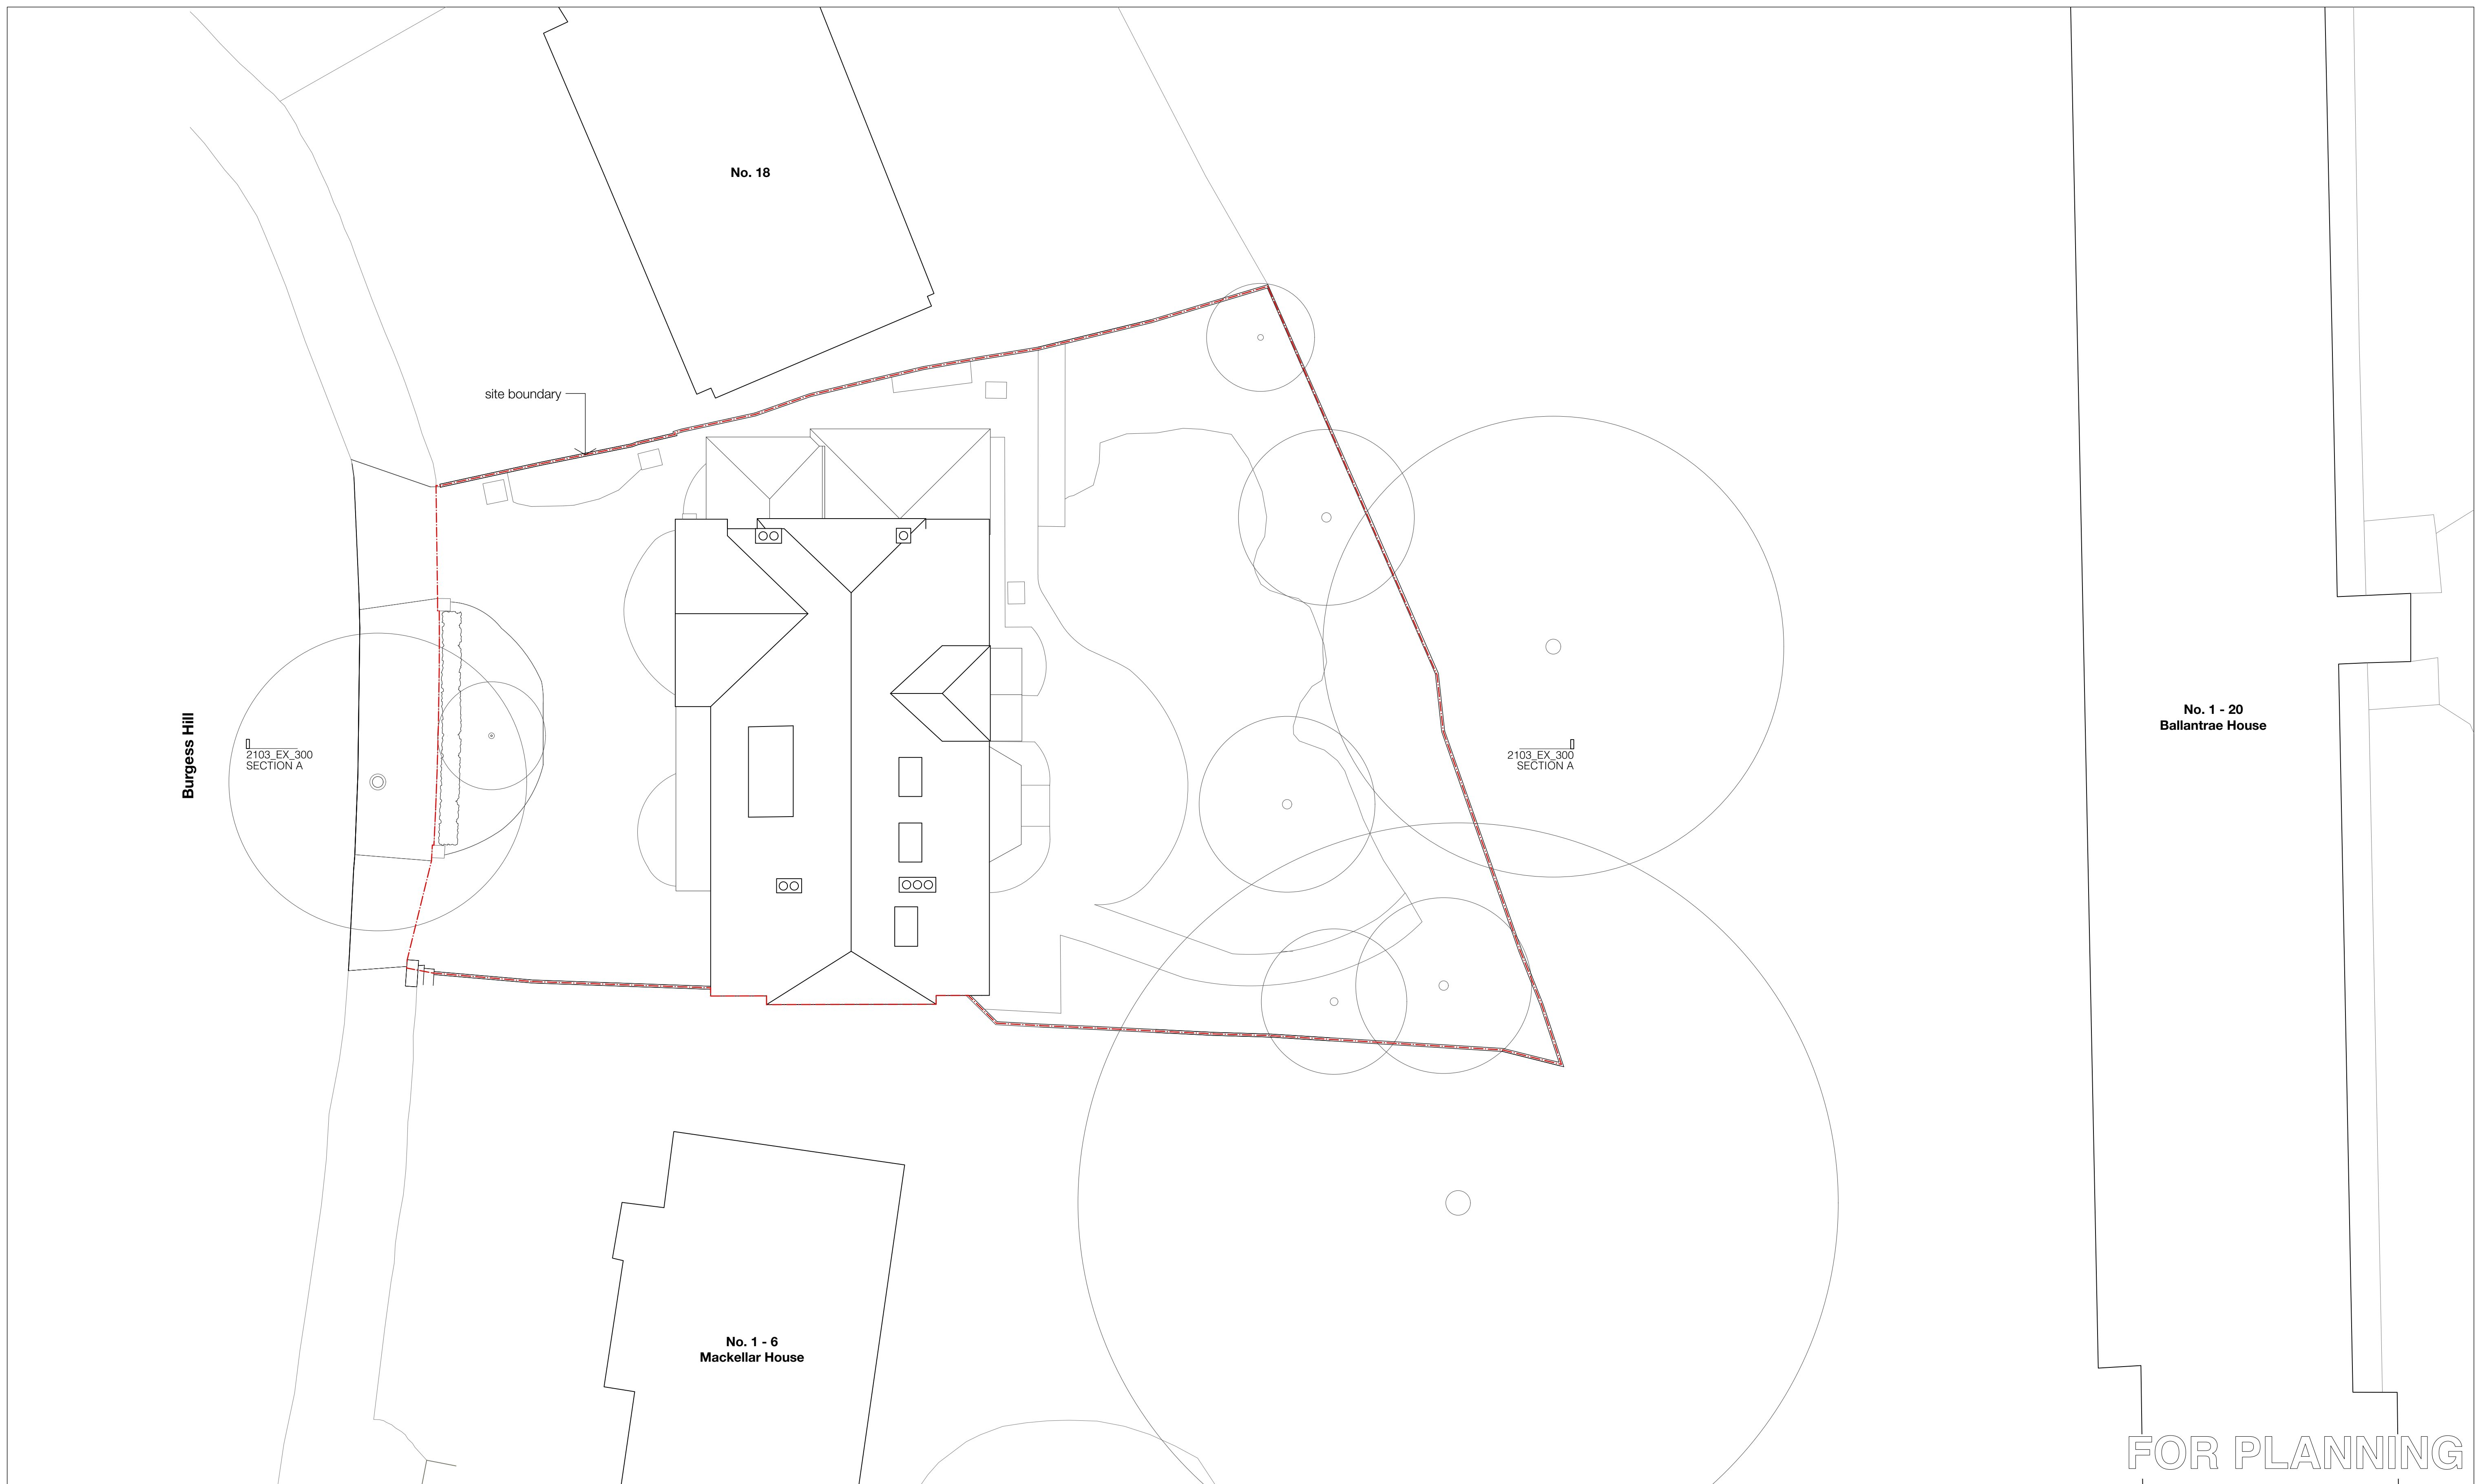 No. 18
site boundary
Burgess Hill
2103_EX_300
SECTION A
2103_EX_300
SECTION A
No. 1 - 20
Ballantrae House
No. 1 - 6
Mackellar House
FOR PLANNING